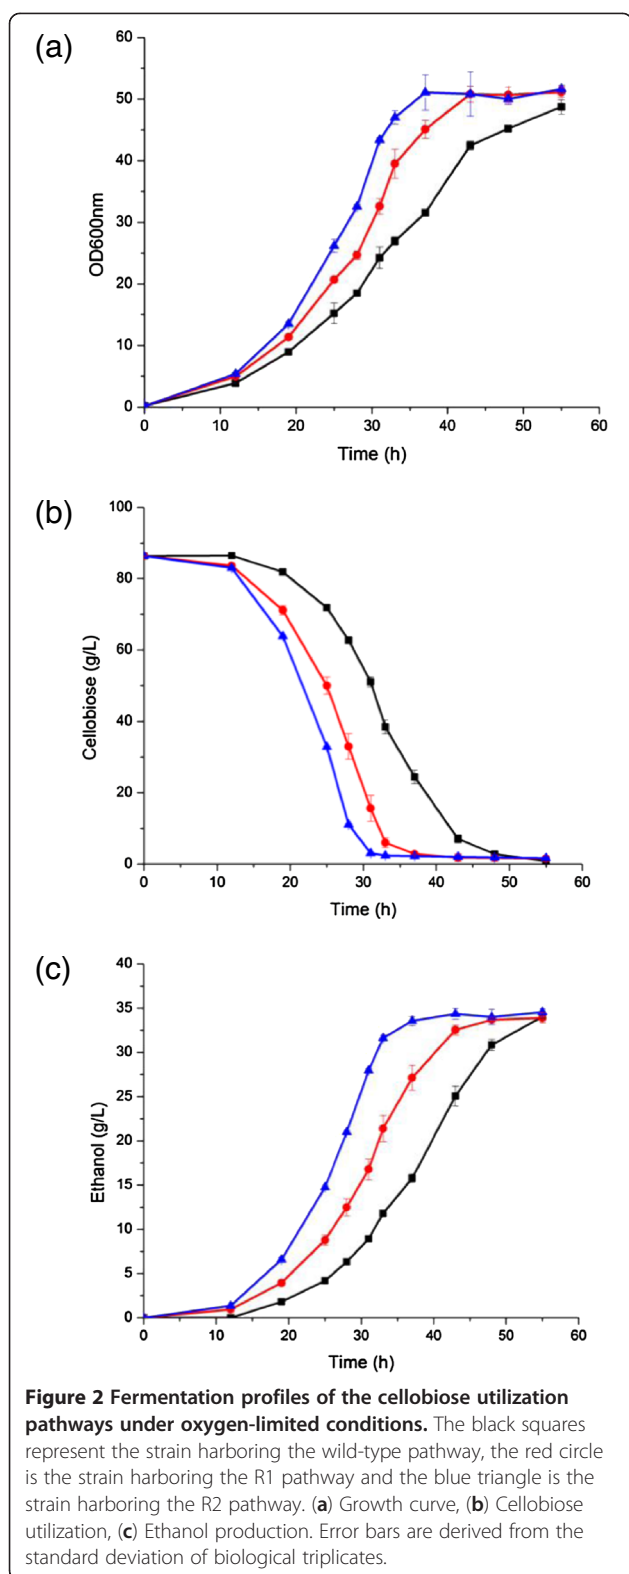 (a)
60
50
40
30
20
10
0
OD600nm
0 10 20 30 40 50 60
Time (h)
(b)
100
80
60
40
20
0
Cellobiose (g/L)
0 10 20 30 40 50 60
Time (h)
(c)
40
35
30
25
20
15
10
5
0
Ethanol (g/L)
0 10 20 30 40 50 60
Time (h)
Figure 2 Fermentation profiles of the cellobiose utilization
pathways under oxygen-limited conditions. The black squares
represent the strain harboring the wild-type pathway, the red circle
is the strain harboring the R1 pathway and the blue triangle is the
strain harboring the R2 pathway. (a) Growth curve, (b) Cellobiose
utilization, (c) Ethanol production. Error bars are derived from the
standard deviation of biological triplicates.